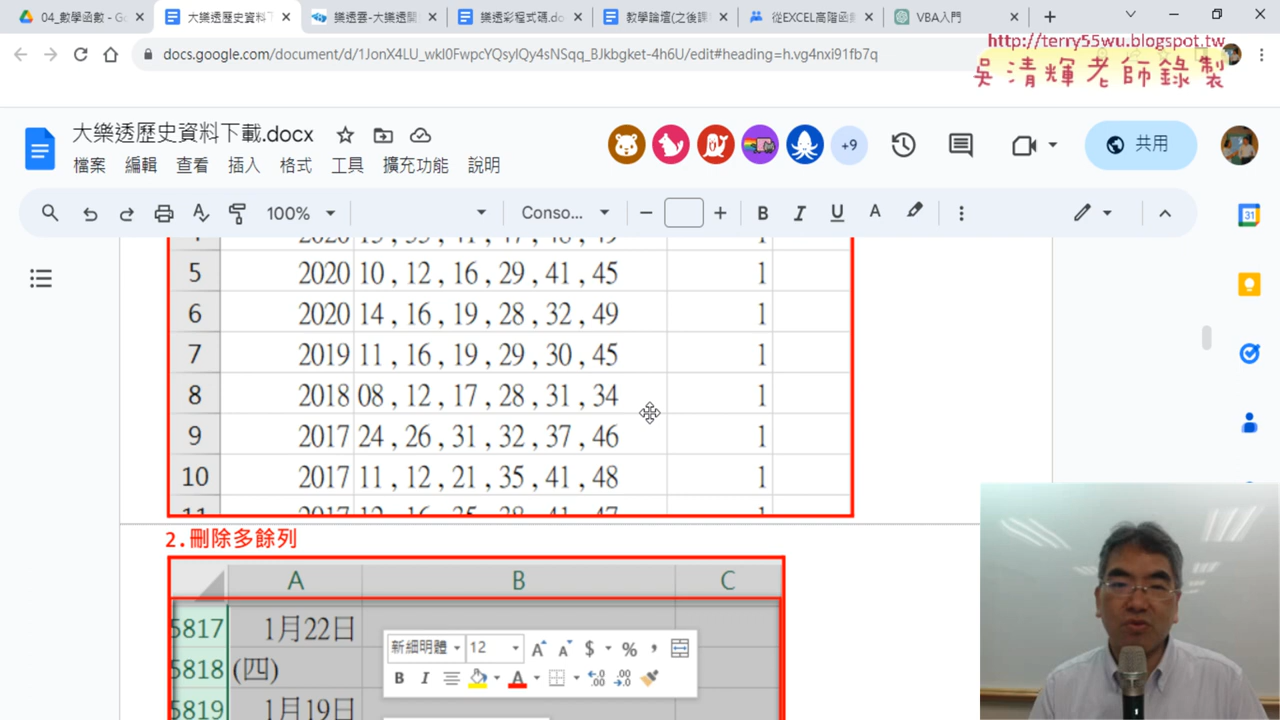 04_數學函數 - G
大樂透歷史資料下
樂透雲-大樂透開
樂透彩程式碼.do
教學論壇(之後課
從EXCEL高階函
VBA入門
docs.google.com/document/d/1JonX4LU_wkI0FwpcYQsylQy4sNSqq_BJkbgket-4h6U/edit#heading=h.vg4nxi91fb7q
http://terry55wu.blogspot.tw
吳清輝老師錄製
大樂透歷史資料下載.docx
+9
共用
檔案 編輯 查看 插入 格式 工具 擴充功能 說明
100% Conso... B I U A
31
5 2020 10 , 12 , 16 , 29 , 41 , 45 1
6 2020 14 , 16 , 19 , 28 , 32 , 49 1
7 2019 11 , 16 , 19 , 29 , 30 , 45 1
8 2018 08 , 12 , 17 , 28 , 31 , 34 1
9 2017 24 , 26 , 31 , 32 , 37 , 46 1
10 2017 11 , 12 , 21 , 35 , 41 , 48 1
2.刪除多餘列
A B C
5817 1月22日
新細明體 12 A A $ % ,
5818 (四)
B I A
5819 1月19日